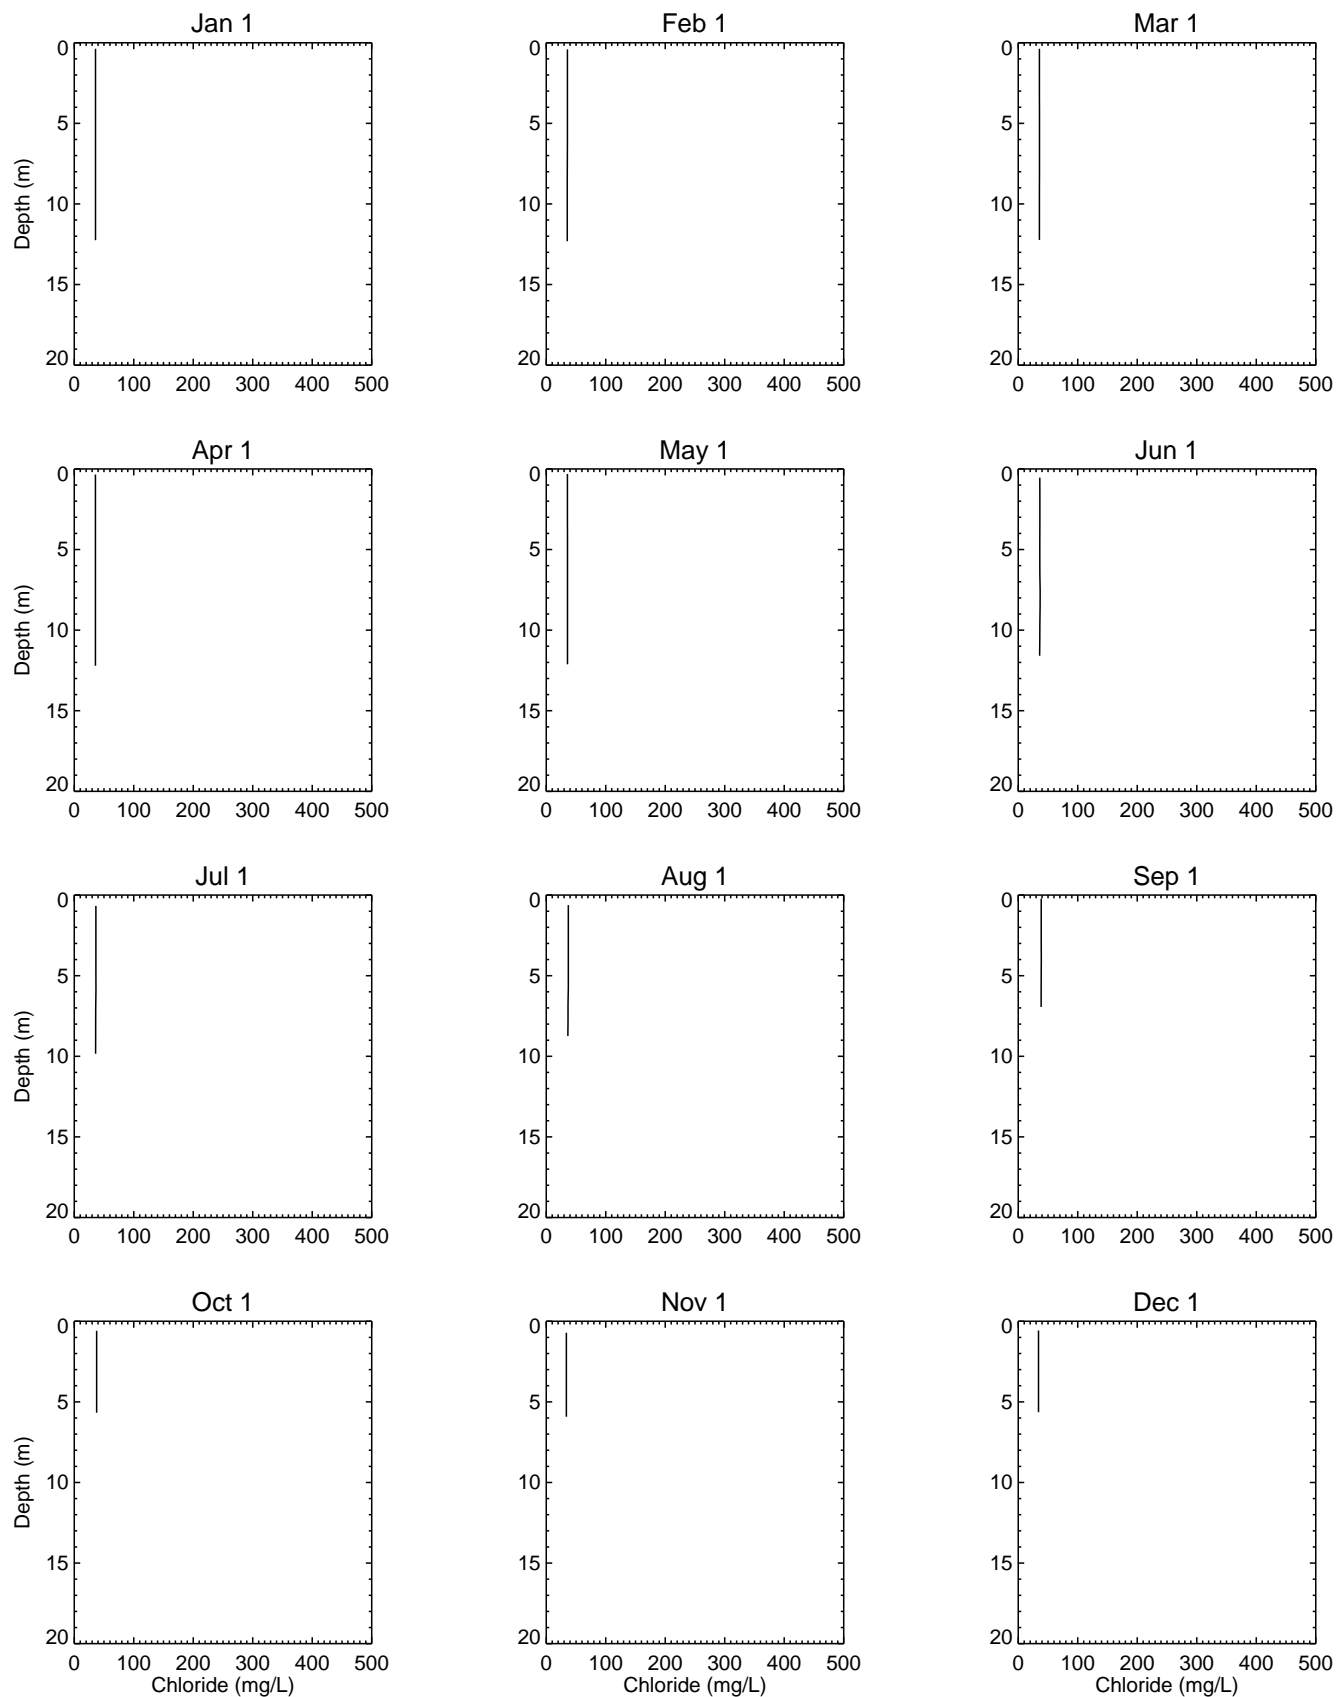 Jan 1 Feb 1 Mar 1
0 0 0
5 5 5
Depth (m)
10 10 10
15 15 15
20 20 20
0 100 200 300 400 500 0 100 200 300 400 500 0 100 200 300 400 500
Apr 1 May 1 Jun 1
0 0 0
5 5 5
Depth (m)
10 10 10
15 15 15
20 20 20
0 100 200 300 400 500 0 100 200 300 400 500 0 100 200 300 400 500
Jul 1 Aug 1 Sep 1
0 0 0
5 5 5
Depth (m)
10 10 10
15 15 15
20 20 20
0 100 200 300 400 500 0 100 200 300 400 500 0 100 200 300 400 500
Oct 1 Nov 1 Dec 1
0 0 0
5 5 5
Depth (m)
10 10 10
15 15 15
20 20 20
0 100 200 300 400 500 0 100 200 300 400 500 0 100 200 300 400 500
Chloride (mg/L) Chloride (mg/L) Chloride (mg/L)